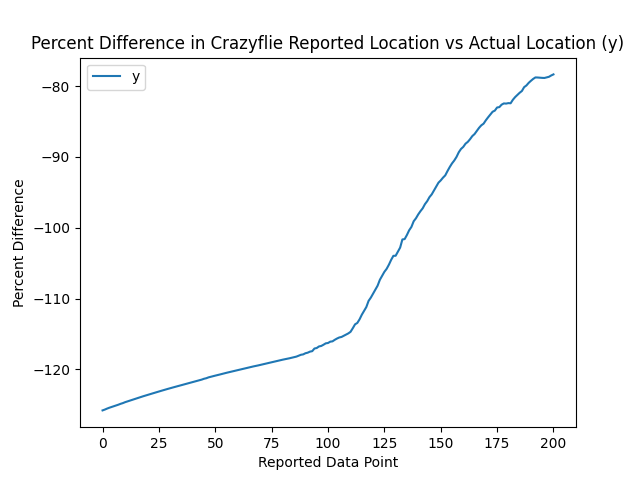 Percent Difference in Crazyflie Reported Location vs Actual Location (y)
y
−80
−90
−100
−110
−120
Percent Difference
0 25 50 75 100 125 150 175 200
Reported Data Point